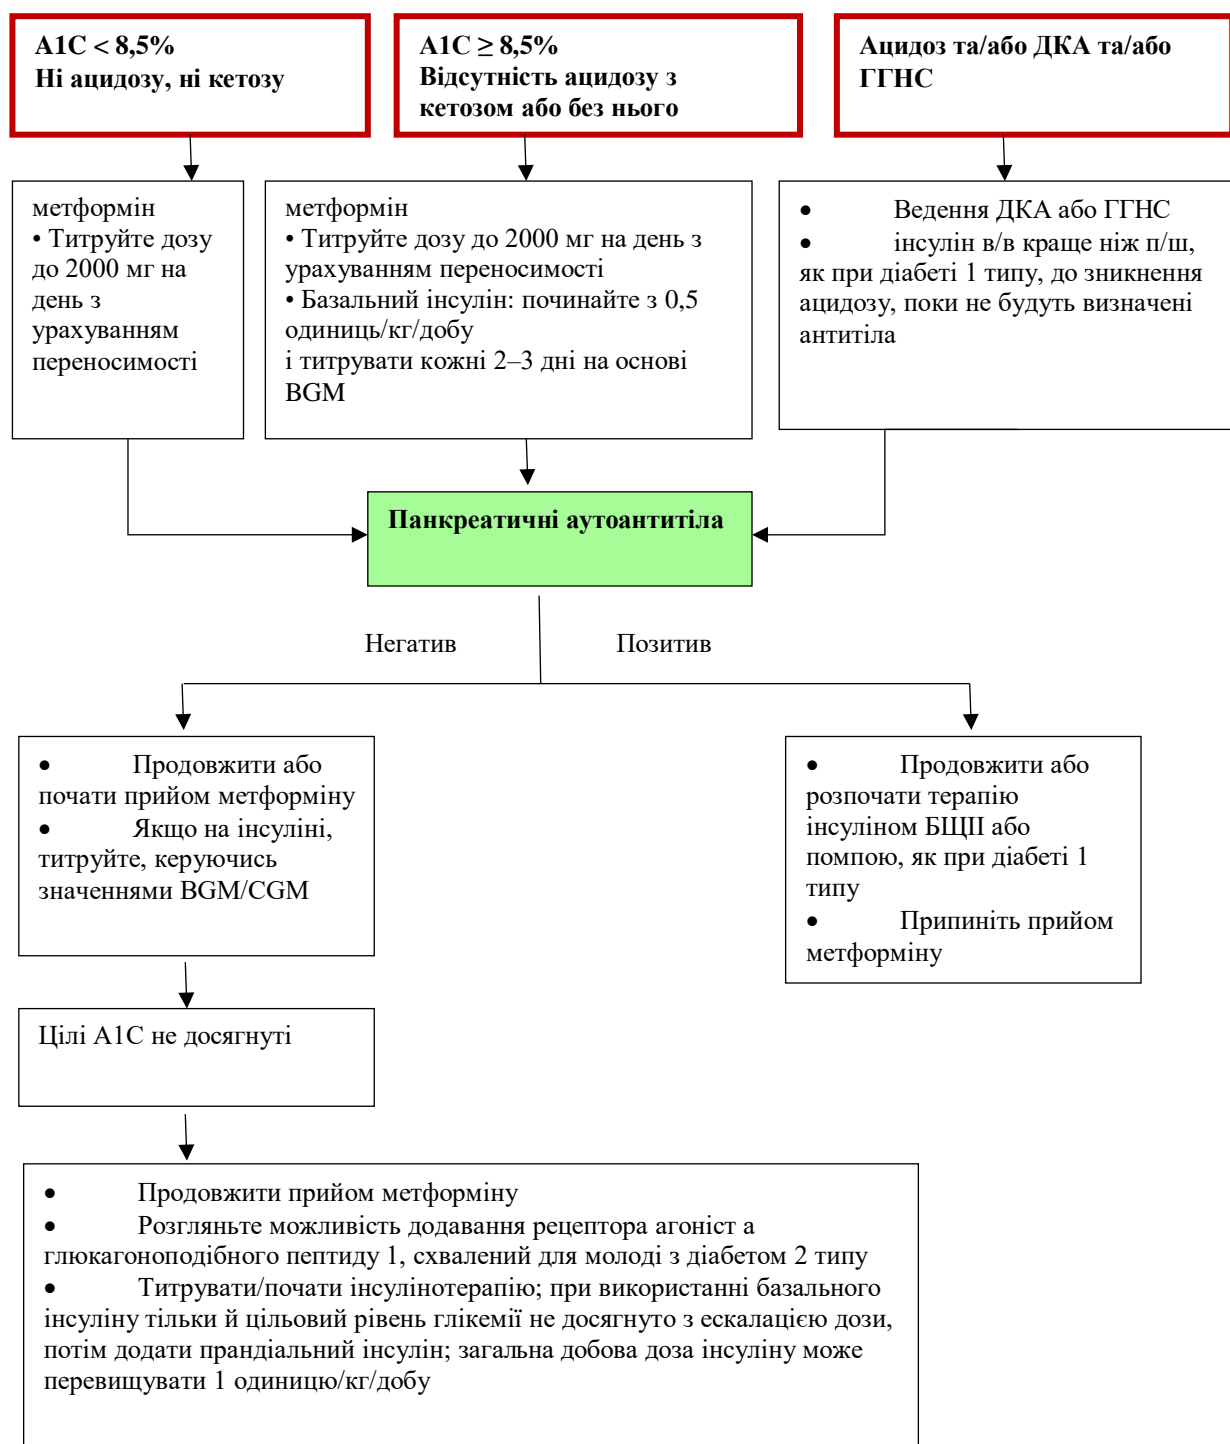 А1С < 8,5%
Ні ацидозу, ні кетозу
А1С ≥ 8,5%
Відсутність ацидозу з
кетозом або без нього
Ацидоз та/або ДКА та/або
ГГНС
метформін
• Титруйте дозу
до 2000 мг на
день з
урахуванням
переносимості
метформін
• Титруйте дозу до 2000 мг на день з
урахуванням переносимості
• Базальний інсулін: починайте з 0,5
одиниць/кг/добу
і титрувати кожні 2–3 дні на основі
BGM
• Ведення ДКА або ГГНС
• інсулін в/в краще ніж п/ш,
як при діабеті 1 типу, до зникнення
ацидозу, поки не будуть визначені
антитіла
Панкреатичні аутоантитіла
Негатив
Позитив
• Продовжити або
почати прийом метформіну
• Якщо на інсуліні,
титруйте, керуючись
значеннями BGM/CGM
• Продовжити або
розпочати терапію
інсуліном БЩІІ або
помпою, як при діабеті 1
типу
• Припиніть прийом
метформіну
Цілі А1С не досягнуті
• Продовжити прийом метформіну
• Розгляньте можливість додавання рецептора агоніст а
глюкагоноподібного пептиду 1, схвалений для молоді з діабетом 2 типу
• Титрувати/почати інсулінотерапію; при використанні базального
інсуліну тільки й цільовий рівень глікемії не досягнуто з ескалацією дози,
потім додати прандіальний інсулін; загальна добова доза інсуліну може
перевищувати 1 одиницю/кг/добу